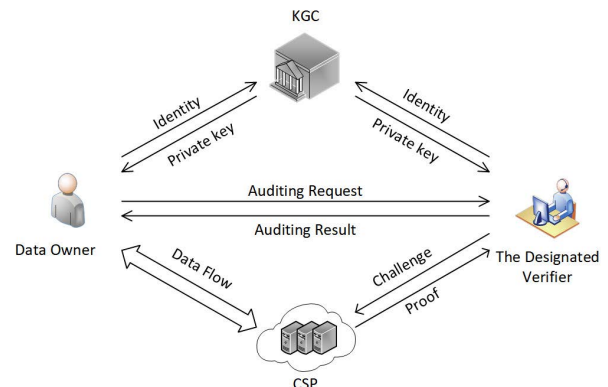 KGC
Identity
Private key
Identity
Private key
Auditing Request
Auditing Result
Data Owner
The Designated
Verifier
Data Flow
Challenge
Proof
CSP